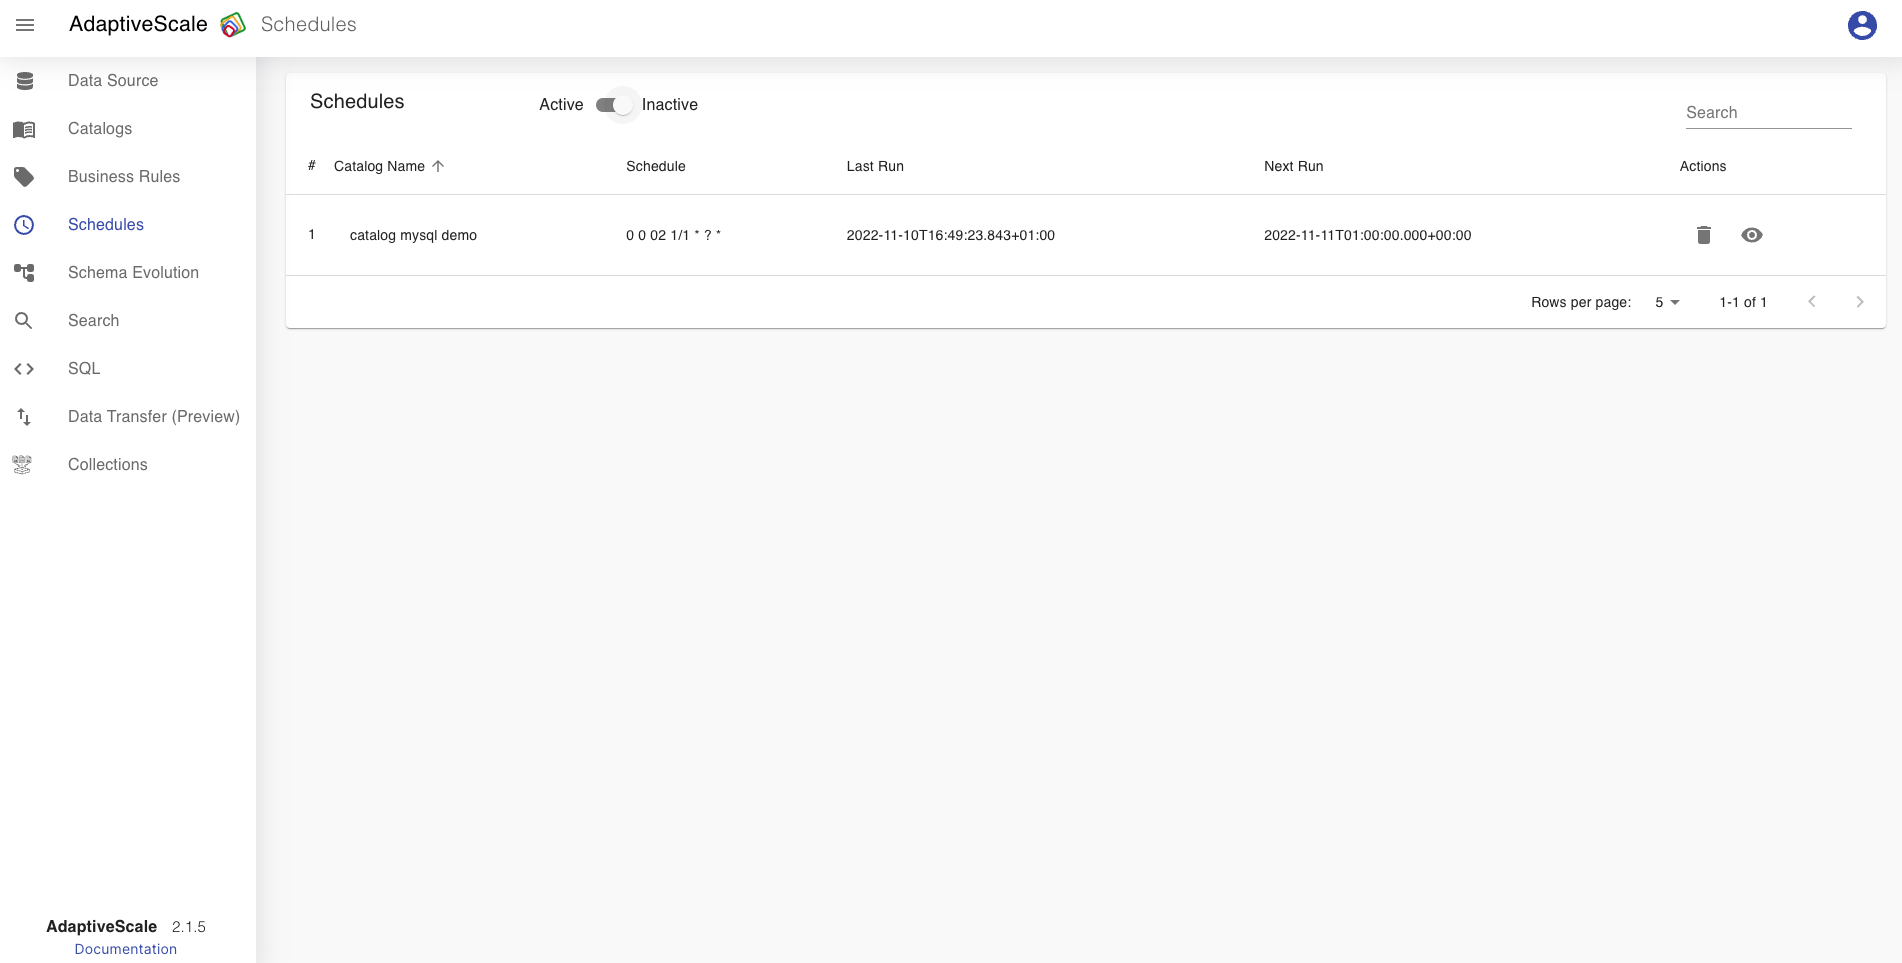 AdaptiveScale Schedules
Data Source
Catalogs
Business Rules
Schedules
Schema Evolution
Search
SQL
Data Transfer (Preview)
Collections
AdaptiveScale 2.1.5
Documentation
Schedules Active Inactive Search
# Catalog Name Schedule Last Run Next Run Actions
1 catalog mysql demo 0 0 02 1/1 * ? * 2022-11-10T16:49:23.843+01:00 2022-11-11T01:00:00.000+00:00
Rows per page: 5 1-1 of 1